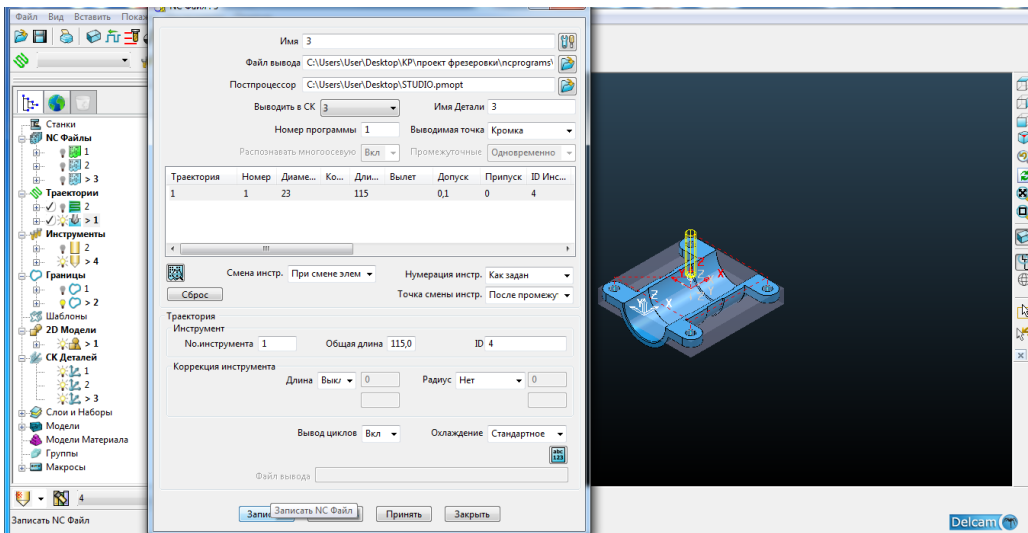 Файл Вид Вставить
NC Файл : 3
Имя 3
Файл вывода C:\Users\User\Desktop\KP\проект фрезеровки\ncprograms\
Постпроцессор C:\Users\User\Desktop\STUDIO.pmopt
Выводить в СК 3 Имя Детали 3
Номер программы 1 Выводимая точка Кромка
Распознавать многоосевую Вкл Промежуточные Одновременно
Траектория Номер Диаме... Ко... Дли... Вылет Допуск Припуск ID Инс...
1 1 23 115 0,1 0 4
Смена инстр. При смене элем Нумерация инстр. Как задан
Сброс Точка смены инстр. После промежу
Траектория
Инструмент
No.инструмента 1 Общая длина 115,0 ID 4
Коррекция инструмента
Длина Выкл 0 Радиус Нет 0
Вывод циклов Вкл Охлаждение Стандартное
abc
123
Файл вывода
Записать NC Файл Принять Закрыть
Станки
NC Файлы
1
2
> 3
Траектории
2
> 1
Инструменты
2
> 4
Границы
1
> 2
Шаблоны
2D Модели
> 1
СК Деталей
1
2
> 3
Слои и Наборы
Модели
Модели Материала
Группы
Макросы
4
Записать NC Файл
Z
X
Y
Z
X
Delcam